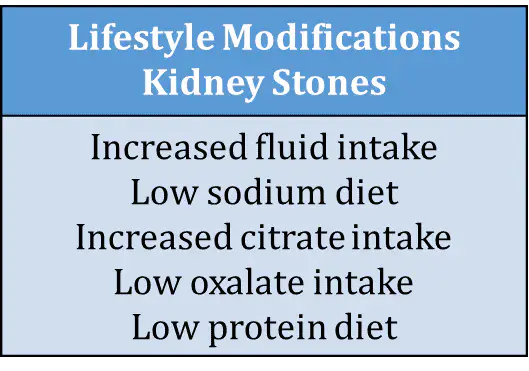 Lifestyle Modifications
Kidney Stones
Increased fluid intake
Low sodium diet
Increased citrate intake
Low oxalate intake
Low protein diet